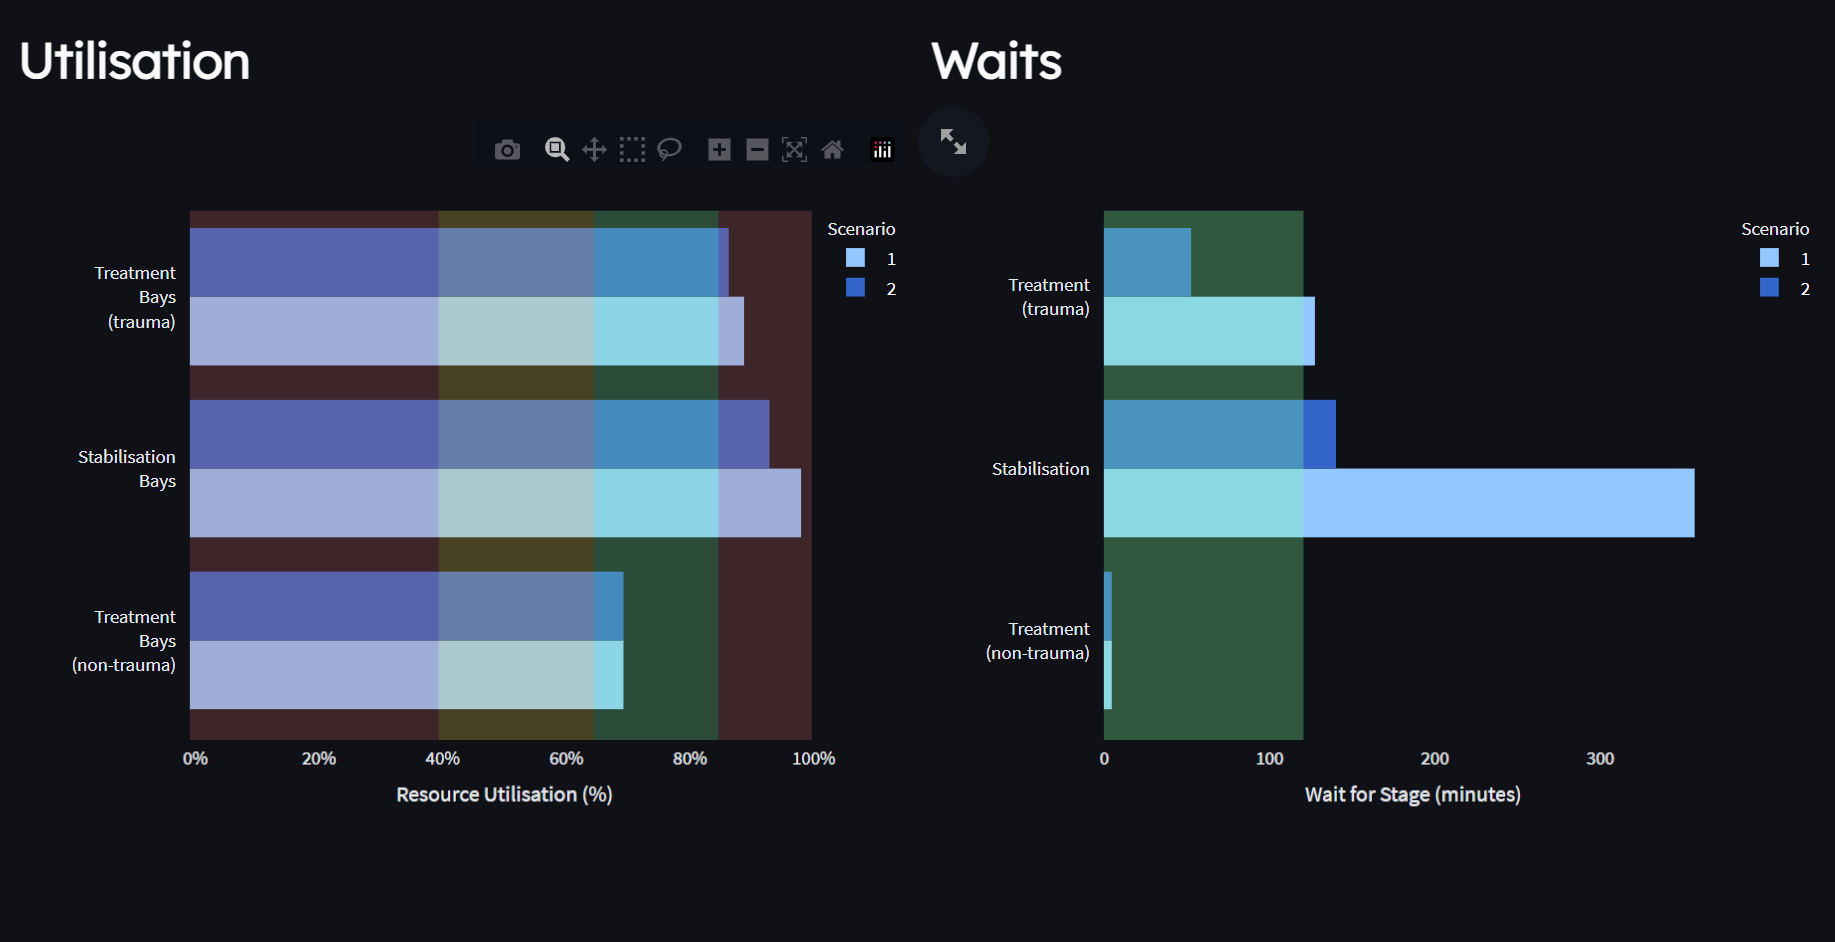 Utilisation
Waits
Scenario
1
2
Treatment
Bays
(trauma)
Stabilisation
Bays
Treatment
Bays
(non-trauma)
0% 20% 40% 60% 80% 100%
Resource Utilisation (%)
Scenario
1
2
Treatment
(trauma)
Stabilisation
Treatment
(non-trauma)
0 100 200 300
Wait for Stage (minutes)